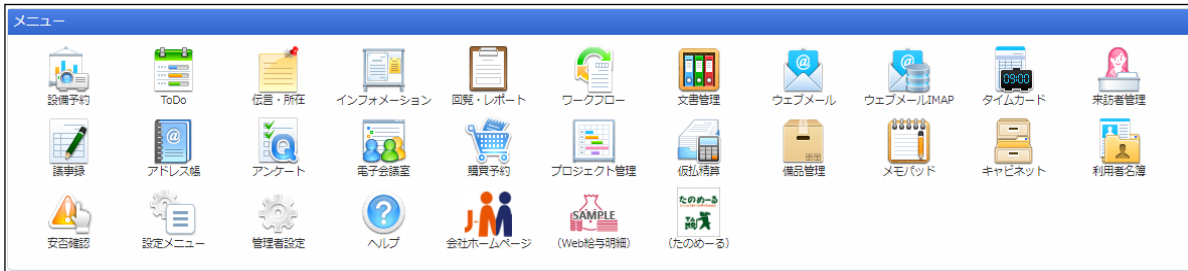 メニュー
設備予約
ToDo
伝言・所在
インフォメーション
回覧・レポート
ワークフロー
文書管理
ウェブメール
ウェブメールIMAP
09:00
タイムカード
来訪者管理
議事録
アドレス帳
アンケート
電子会議室
購買予約
プロジェクト管理
仮払精算
備品管理
メモパッド
キャビネット
利用者名簿
安否確認
設定メニュー
管理者設定
ヘルプ
J-M
会社ホームページ
SAMPLE
(Web給与明細)
たのめーる
(たのめーる)